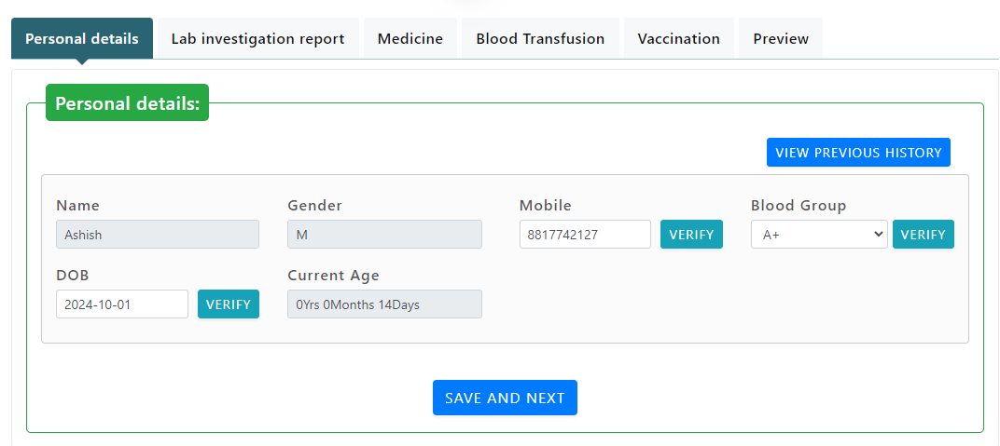 Personal details Lab investigation report Medicine Blood Transfusion Vaccination Preview
Personal details:
VIEW PREVIOUS HISTORY
Name Gender Mobile Blood Group
Ashish M 8817742127 VERIFY A+ VERIFY
DOB Current Age
2024-10-01 VERIFY 0Yrs 0Months 14Days
SAVE AND NEXT